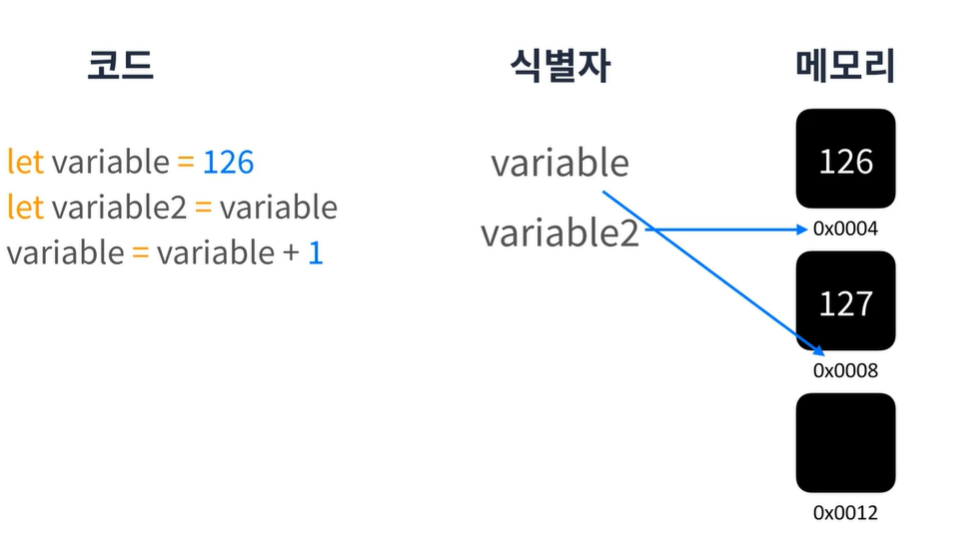 코드
식별자
메모리
let variable = 126
let variable2 = variable
variable = variable + 1
variable
variable2
126
0x0004
127
0x0008
0x0012